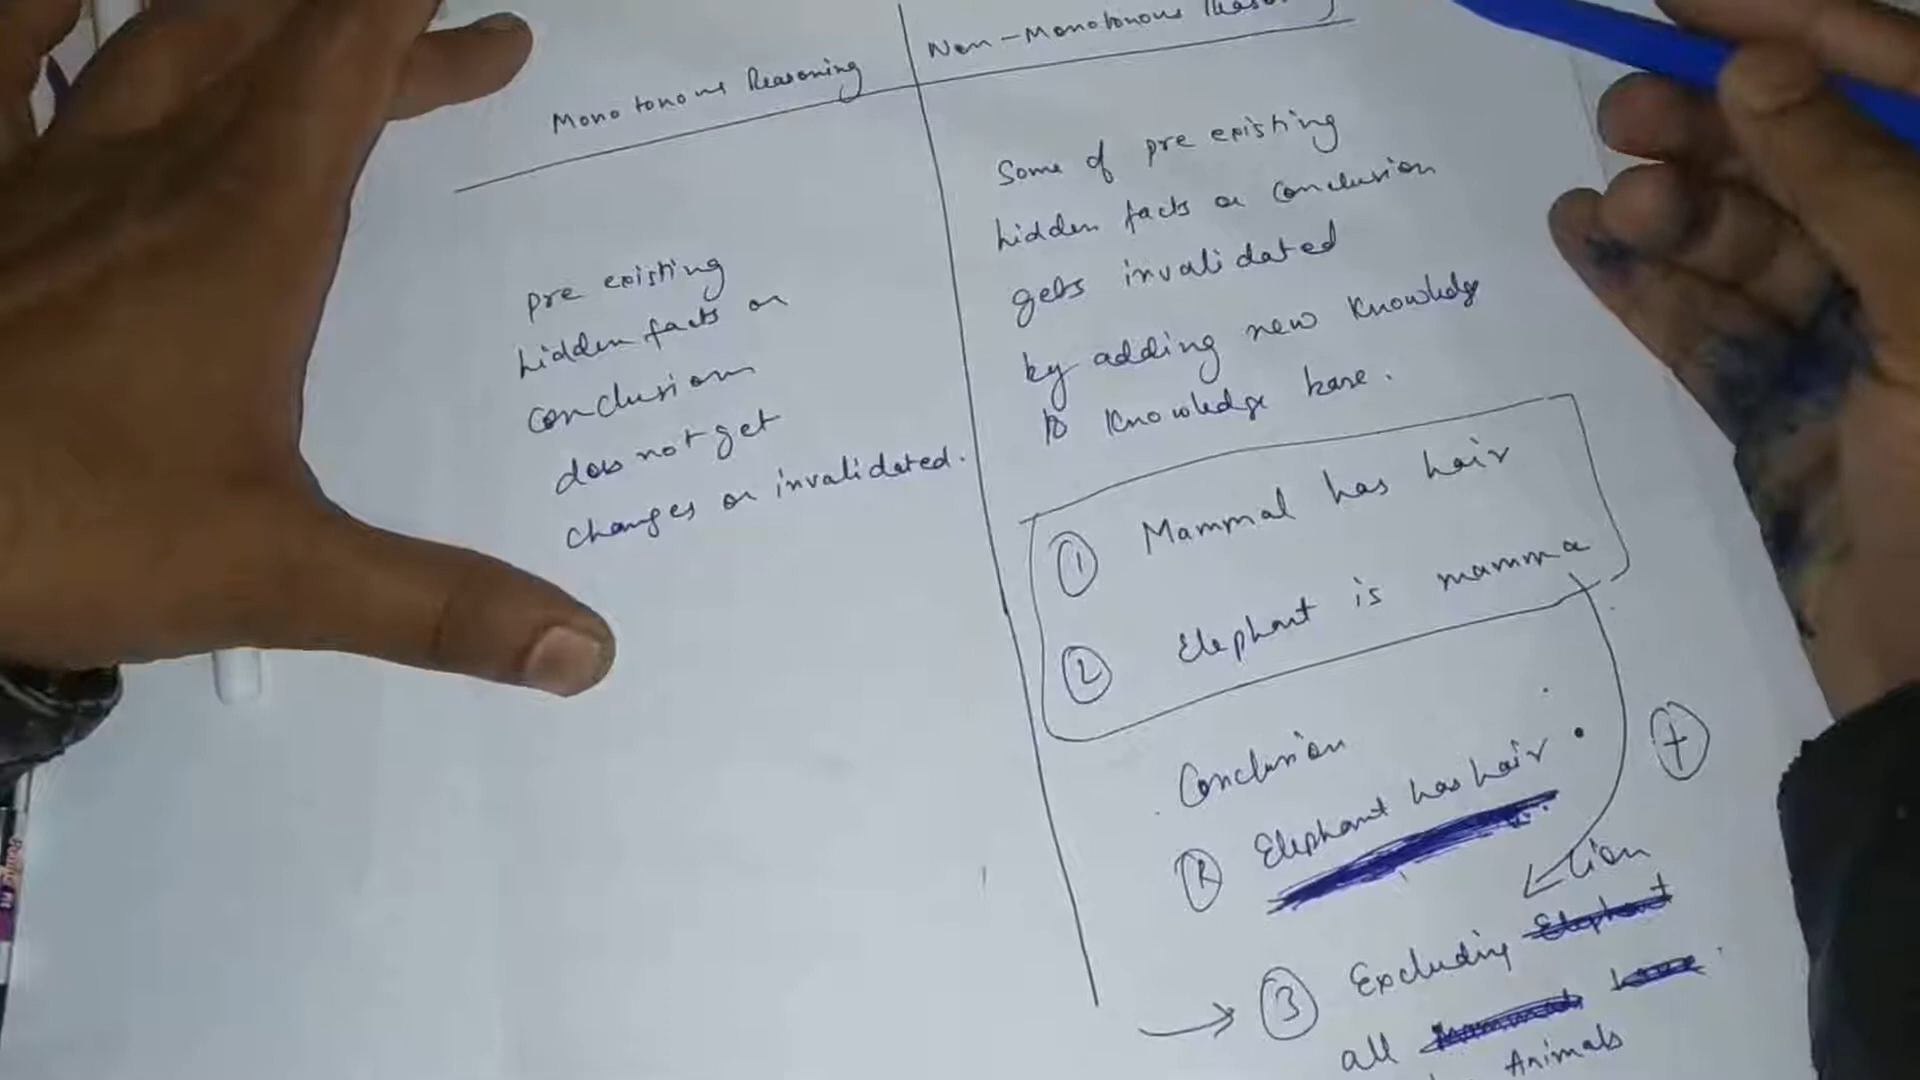 Monotonous Reasoning
Non-Monotonous
pre existing
hidden facts or
conclusion
does not get
changes or invalidated.
Some of pre existing
hidden facts or conclusion
gets invalidated
by adding new knowledge
to knowledge base.
1 Mammal has hair
2 Elephant is mamma
Conclusion
R Elephant has hair.
+
Lion
3 Excluding Elephant
all
Animals